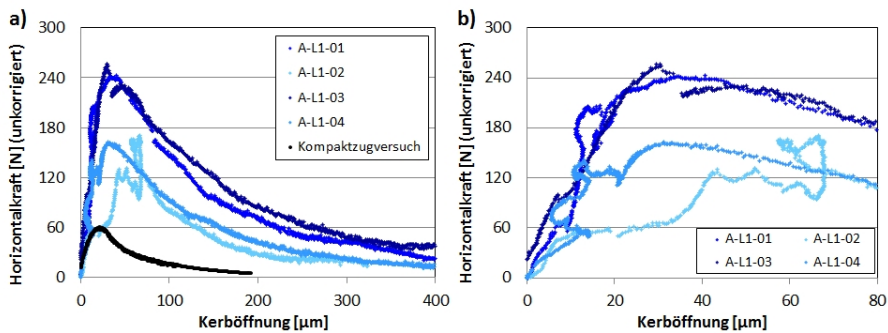 a)
Horizontalkraft [N] (unkorrigiert)
300
240
180
120
60
0
0
100
200
300
400
Kerböffnung [µm]
A-L1-01
A-L1-02
A-L1-03
A-L1-04
Kompaktzugversuch
b)
Horizontalkraft [N] (unkorrigiert)
300
240
180
120
60
0
0
20
40
60
80
Kerböffnung [µm]
A-L1-01
A-L1-02
A-L1-03
A-L1-04